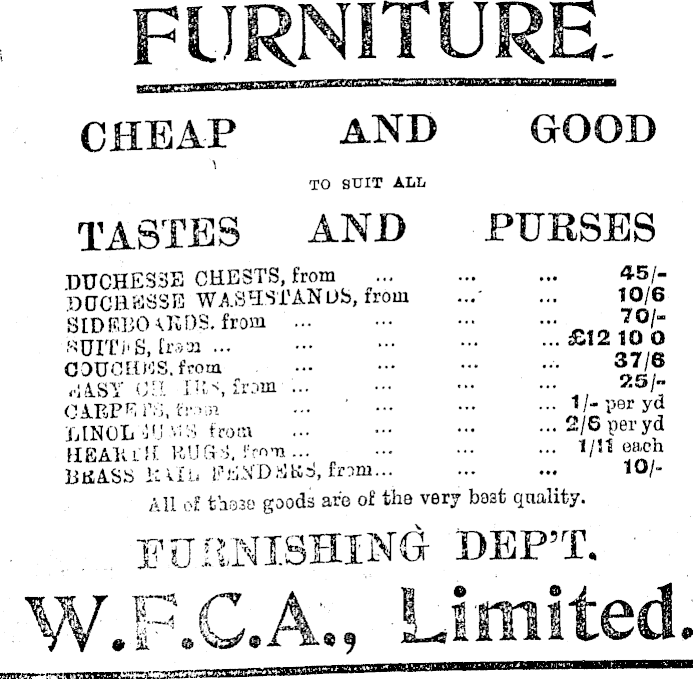 FURNITURE.
CHEAP AND GOOD
TO SUIT ALL
TASTES AND PURSES
DUCHESSE CHESTS, from ... ... ... 45/-
DUCHESSE WASHSTANDS, from ... ... 10/6
SIDEBOARDS. from ... ... ... ... 70/-
SUITES, from ... ... ... ... £12 10 0
COUCHES, from ... ... ... ... 37/6
EASY CHAIRS, from ... ... ... ... 25/-
CARPETS, from ... ... ... ... 1/- per yd
LINOLEUMS from ... ... ... ... 2/6 per yd
HEARTH RUGS, from ... ... ... ... 1/11 each
BRASS RAIL FENDERS, from... ... ... 10/-
All of these goods are of the very best quality.
FURNISHING DEP'T.
W.F.C.A., Limited.